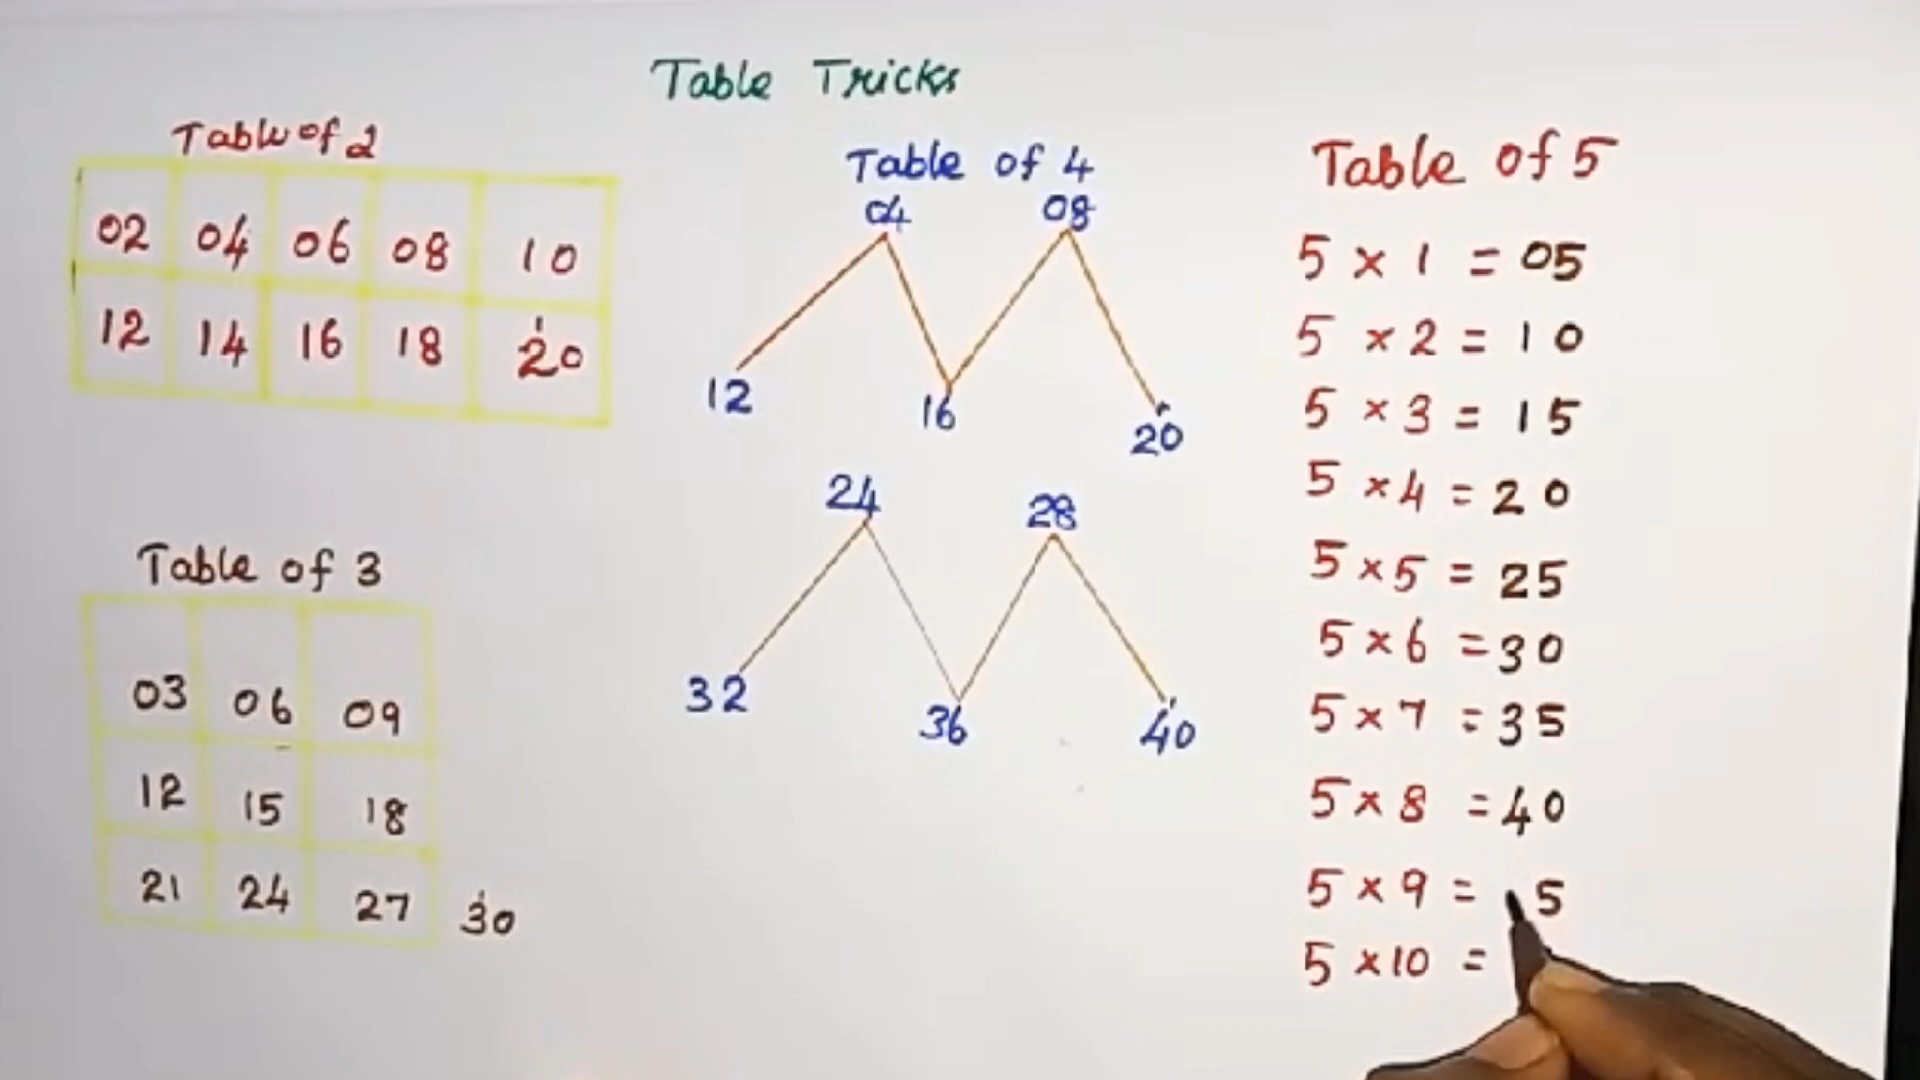 Table Tricks
Table of 2
02 04 06 08 10
12 14 16 18 20
Table of 3
03 06 09
12 15 18
21 24 27 30
Table of 4
04 08
12 16 20
24 28
32 36 40
Table of 5
5 × 1 = 05
5 × 2 = 10
5 × 3 = 15
5 × 4 = 20
5 × 5 = 25
5 × 6 = 30
5 × 7 = 35
5 × 8 = 40
5 × 9 = 5
5 × 10 =